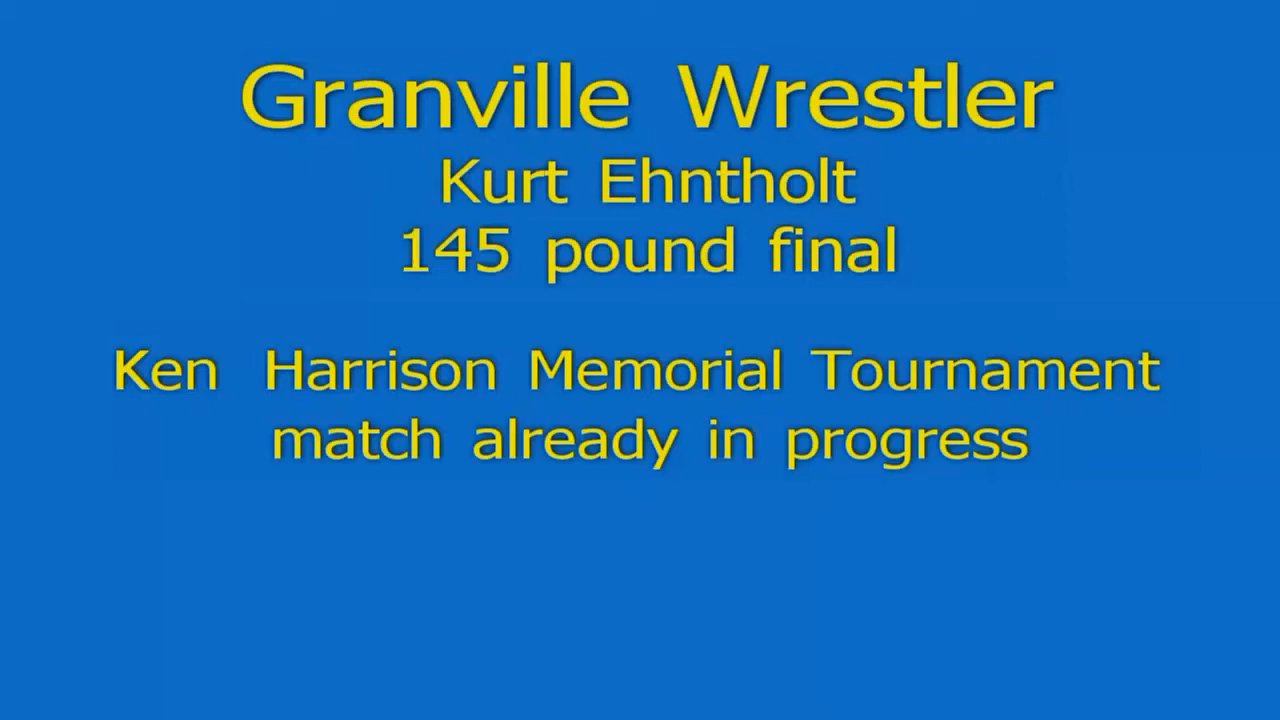 Granville Wrestler
Kurt Ehntholt
145 pound final
Ken Harrison Memorial Tournament
match already in progress